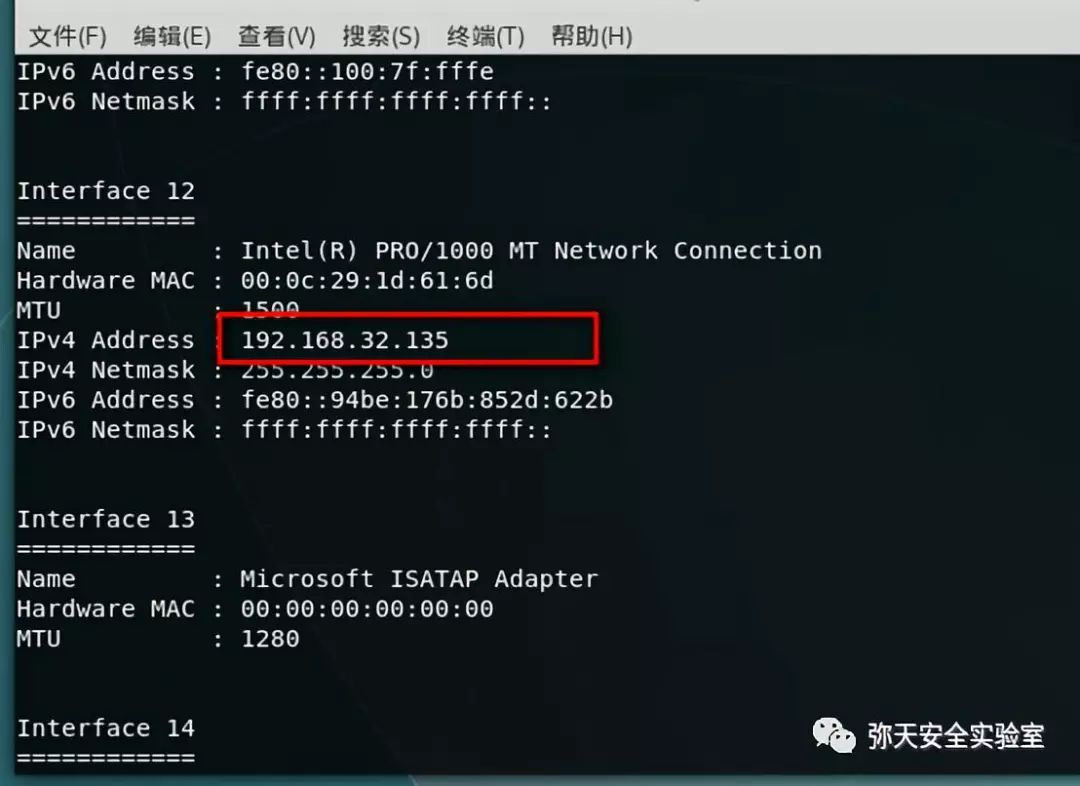 文件(F) 编辑(E) 查看(V) 搜索(S) 终端(T) 帮助(H)
IPv6 Address : fe80::100:7f:fffe
IPv6 Netmask : ffff:ffff:ffff:ffff::
Interface 12
============
Name         : Intel(R) PRO/1000 MT Network Connection
Hardware MAC : 00:0c:29:1d:61:6d
MTU          : 1500
IPv4 Address : 192.168.32.135
IPv4 Netmask : 255.255.255.0
IPv6 Address : fe80::94be:176b:852d:622b
IPv6 Netmask : ffff:ffff:ffff:ffff::
Interface 13
============
Name         : Microsoft ISATAP Adapter
Hardware MAC : 00:00:00:00:00:00
MTU          : 1280
Interface 14
============
弥天安全实验室